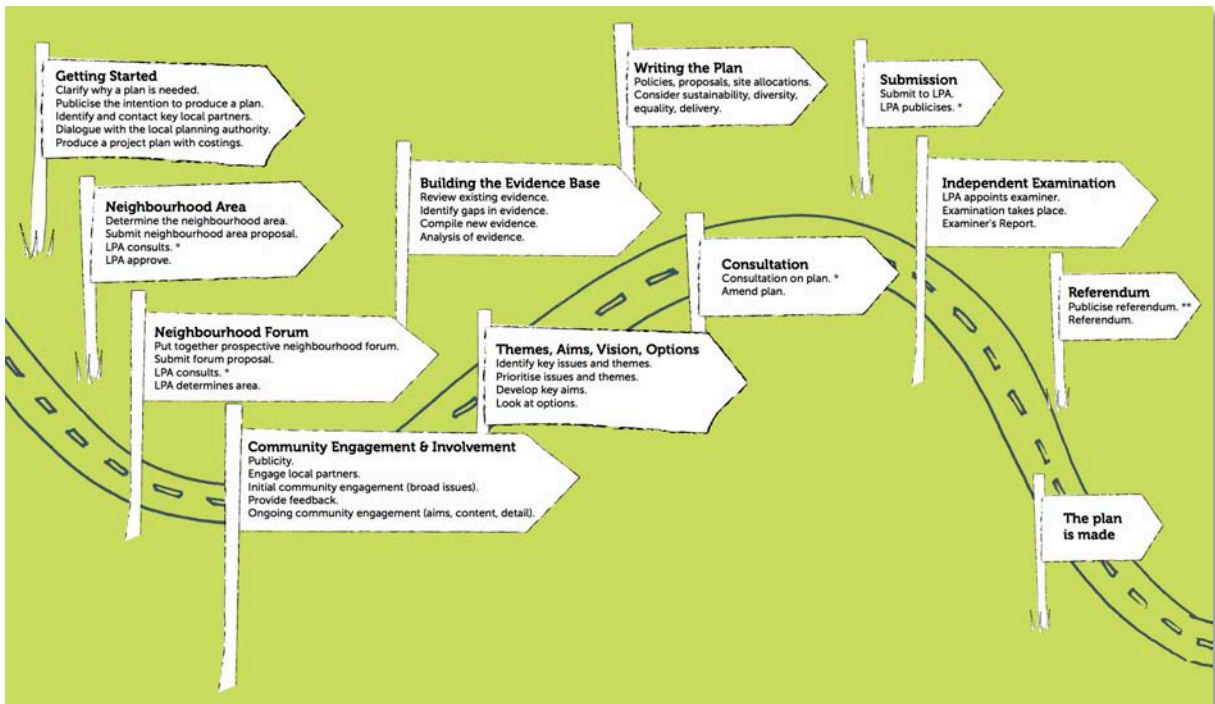 Getting Started
Clarify why a plan is needed.
Publicise the intention to produce a plan.
Identify and contact key local partners.
Dialogue with the local planning authority.
Produce a project plan with costings.
Neighbourhood Area
Determine the neighbourhood area.
Submit neighbourhood area proposal.
LPA consults. *
LPA approve.
Neighbourhood Forum
Put together prospective neighbourhood forum.
Submit forum proposal.
LPA consults. *
LPA determines area.
Community Engagement & Involvement
Publicity.
Engage local partners.
Initial community engagement (broad issues).
Provide feedback.
Ongoing community engagement (aims, content, detail).
Building the Evidence Base
Review existing evidence.
Identify gaps in evidence.
Compile new evidence.
Analysis of evidence.
Themes, Aims, Vision, Options
Identify key issues and themes.
Prioritise issues and themes.
Develop key aims.
Look at options.
Writing the Plan
Policies, proposals, site allocations.
Consider sustainability, diversity,
equality, delivery.
Consultation
Consultation on plan. *
Amend plan.
Submission
Submit to LPA.
LPA publicises. *
Independent Examination
LPA appoints examiner.
Examination takes place.
Examiner's Report.
Referendum
Publicise referendum. **
Referendum.
The plan
is made